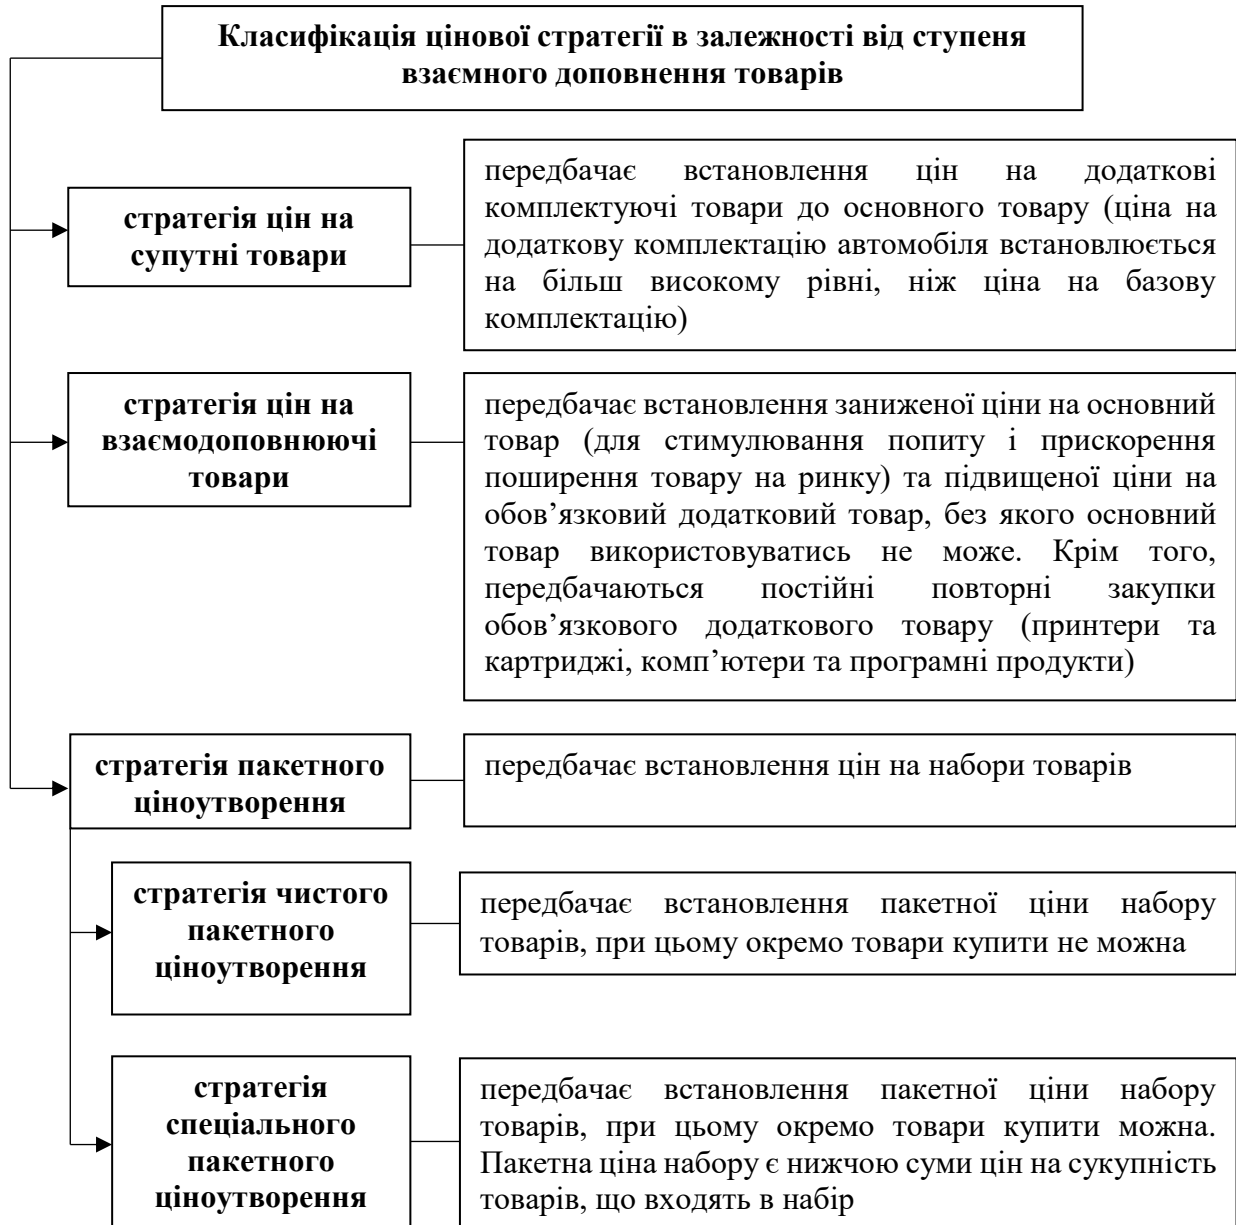 Класифікація цінової стратегії в залежності від ступеня
взаємного доповнення товарів
стратегія цін на
супутні товари
передбачає встановлення цін на додаткові
комплектуючі товари до основного товару (ціна на
додаткову комплектацію автомобіля встановлюється
на більш високому рівні, ніж ціна на базову
комплектацію)
стратегія цін на
взаємодоповнюючі
товари
передбачає встановлення заниженої ціни на основний
товар (для стимулювання попиту і прискорення
поширення товару на ринку) та підвищеної ціни на
обов’язковий додатковий товар, без якого основний
товар використовуватись не може. Крім того,
передбачаються постійні повторні закупки
обов’язкового додаткового товару (принтери та
картриджі, комп’ютери та програмні продукти)
стратегія пакетного
ціноутворення
передбачає встановлення цін на набори товарів
стратегія чистого
пакетного
ціноутворення
передбачає встановлення пакетної ціни набору
товарів, при цьому окремо товари купити не можна
стратегія
спеціального
пакетного
ціноутворення
передбачає встановлення пакетної ціни набору
товарів, при цьому окремо товари купити можна.
Пакетна ціна набору є нижчою суми цін на сукупність
товарів, що входять в набір